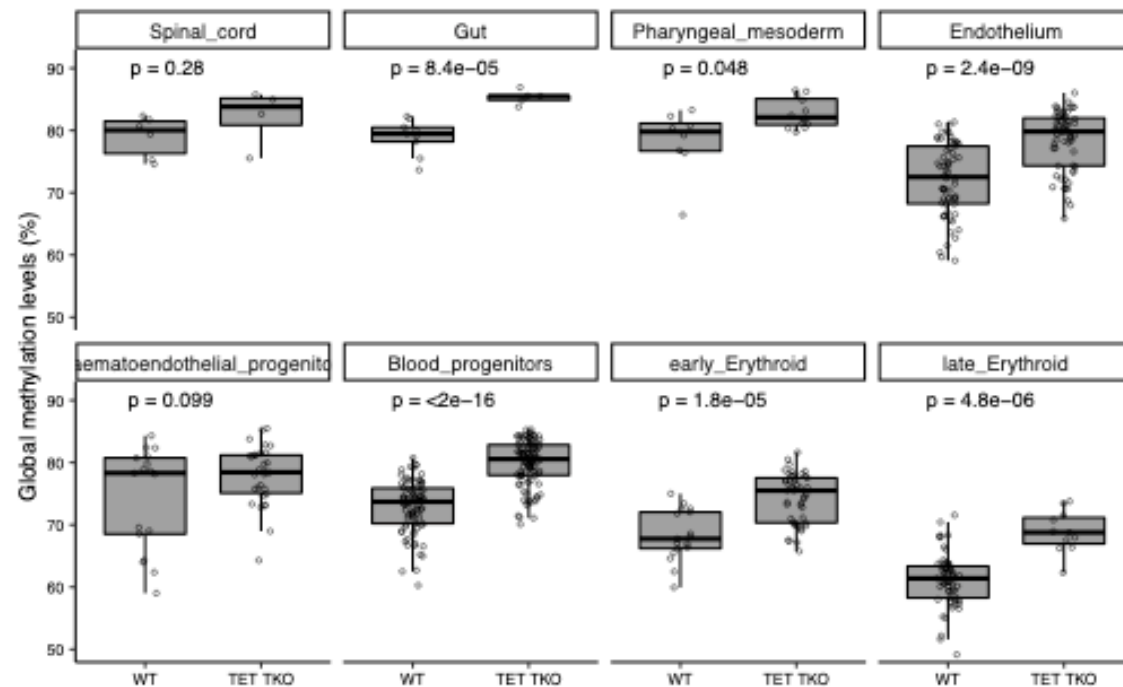 Spinal_cord Gut Pharyngeal_mesoderm Endothelium
90 p = 0.28 p = 8.4e-05 p = 0.048 p = 2.4e-09
80
70
60
50
Global methylation levels (%)
aematoendothelial_progenito Blood_progenitors early_Erythroid late_Erythroid
90 p = 0.099 p = <2e-16 p = 1.8e-05 p = 4.8e-06
80
70
60
50
WT TET TKO WT TET TKO WT TET TKO WT TET TKO